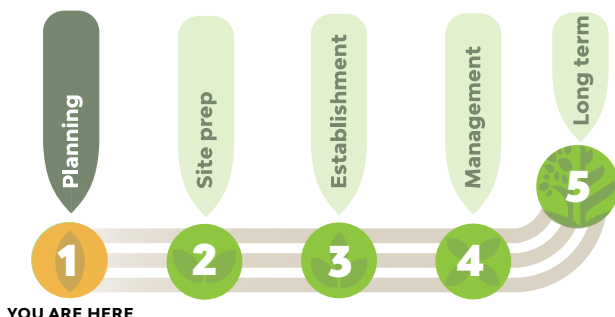 Planning
Site prep
Establishment
Management
Long term
1
2
3
4
5
YOU ARE HERE